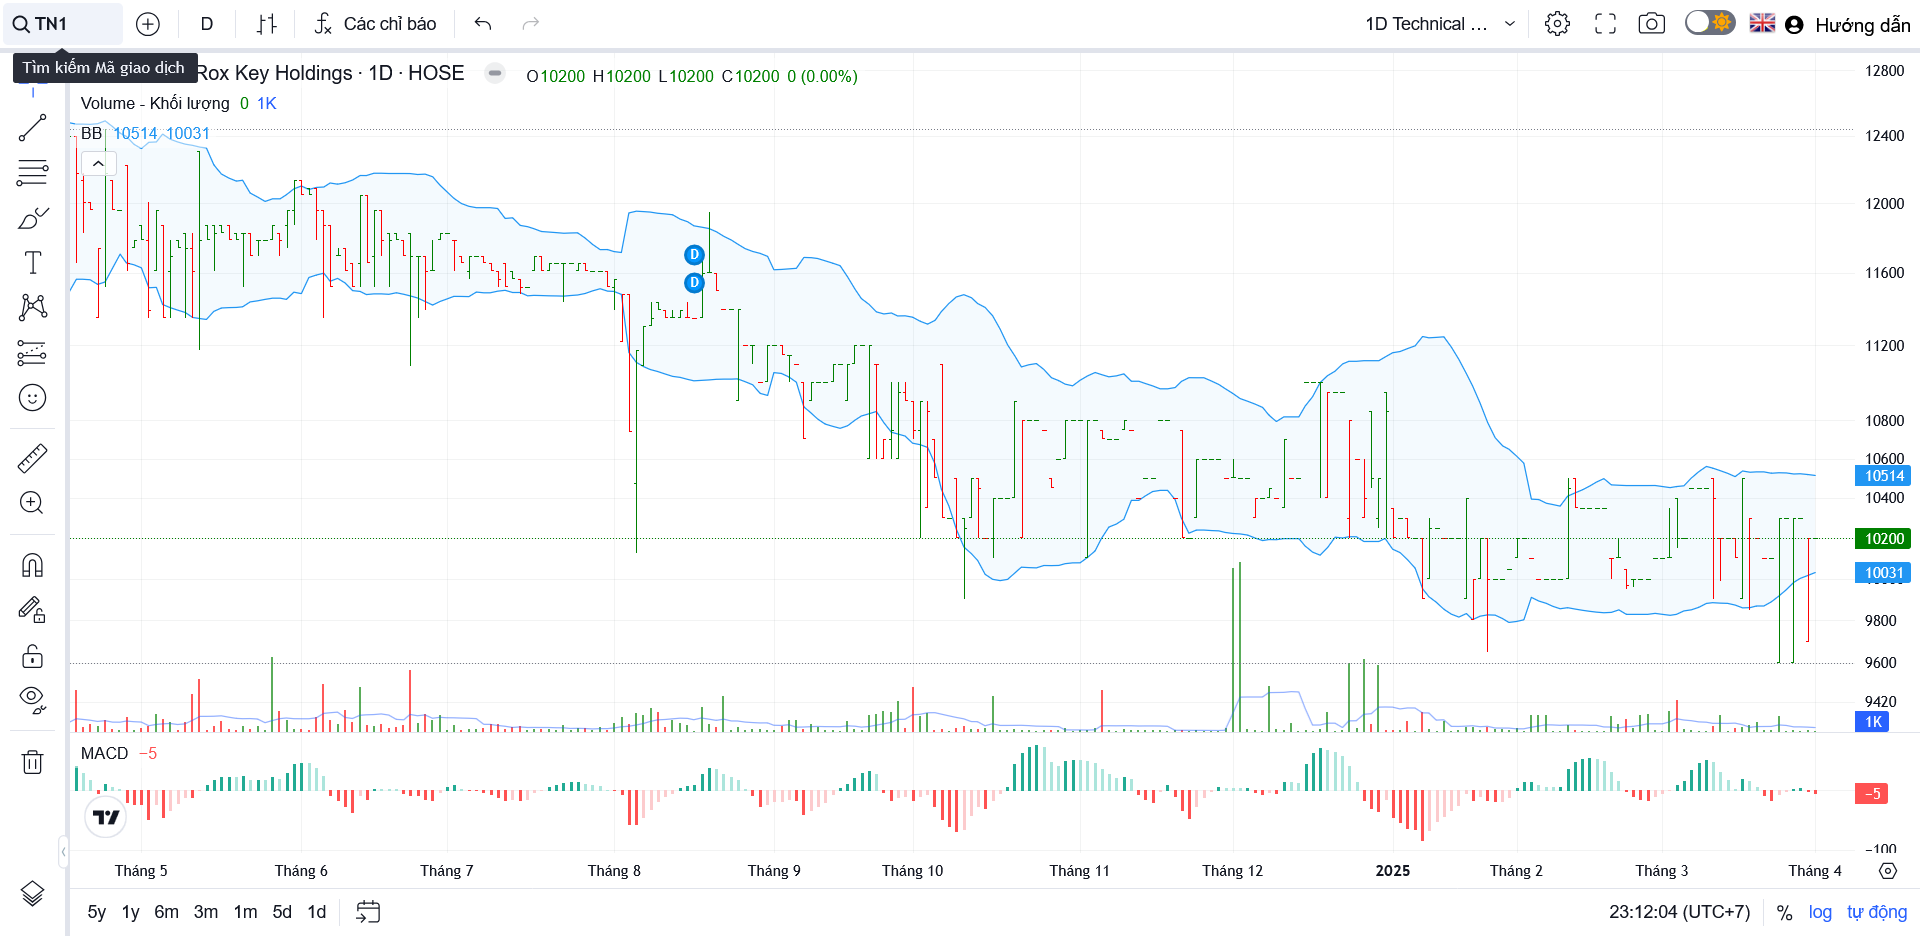 TN1
D
Các chỉ báo
1D Technical ...
Hướng dẫn
Tìm kiếm Mã giao dịch
Rox Key Holdings · 1D · HOSE
O10200 H10200 L10200 C10200 0 (0.00%)
Volume - Khối lượng 0 1K
BB 10514 10031
D
D
12800
12400
12000
11600
11200
10800
10600
10514
10400
10200
10031
9800
9600
9420
1K
MACD −5
−5
−100
Tháng 5 Tháng 6 Tháng 7 Tháng 8 Tháng 9 Tháng 10 Tháng 11 Tháng 12 2025 Tháng 2 Tháng 3 Tháng 4
5y 1y 6m 3m 1m 5d 1d
23:12:04 (UTC+7) % log tự động